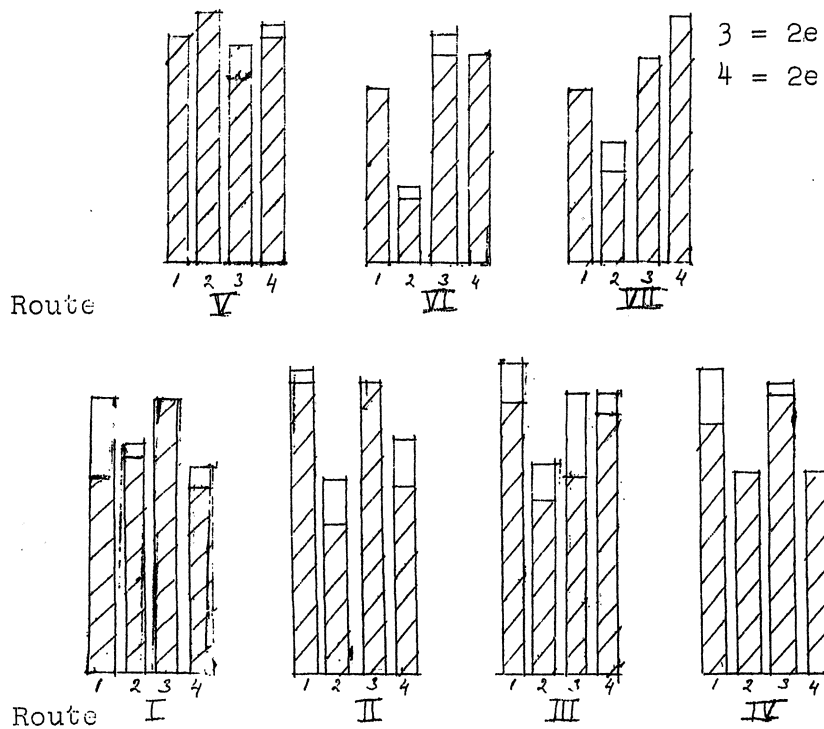 3 = 2e
4 = 2e
1 2 3 4 1 2 3 4 1 2 3 4
Route V VI VII
1 2 3 4 1 2 3 4 1 2 3 4 1 2 3 4
Route I II III IV